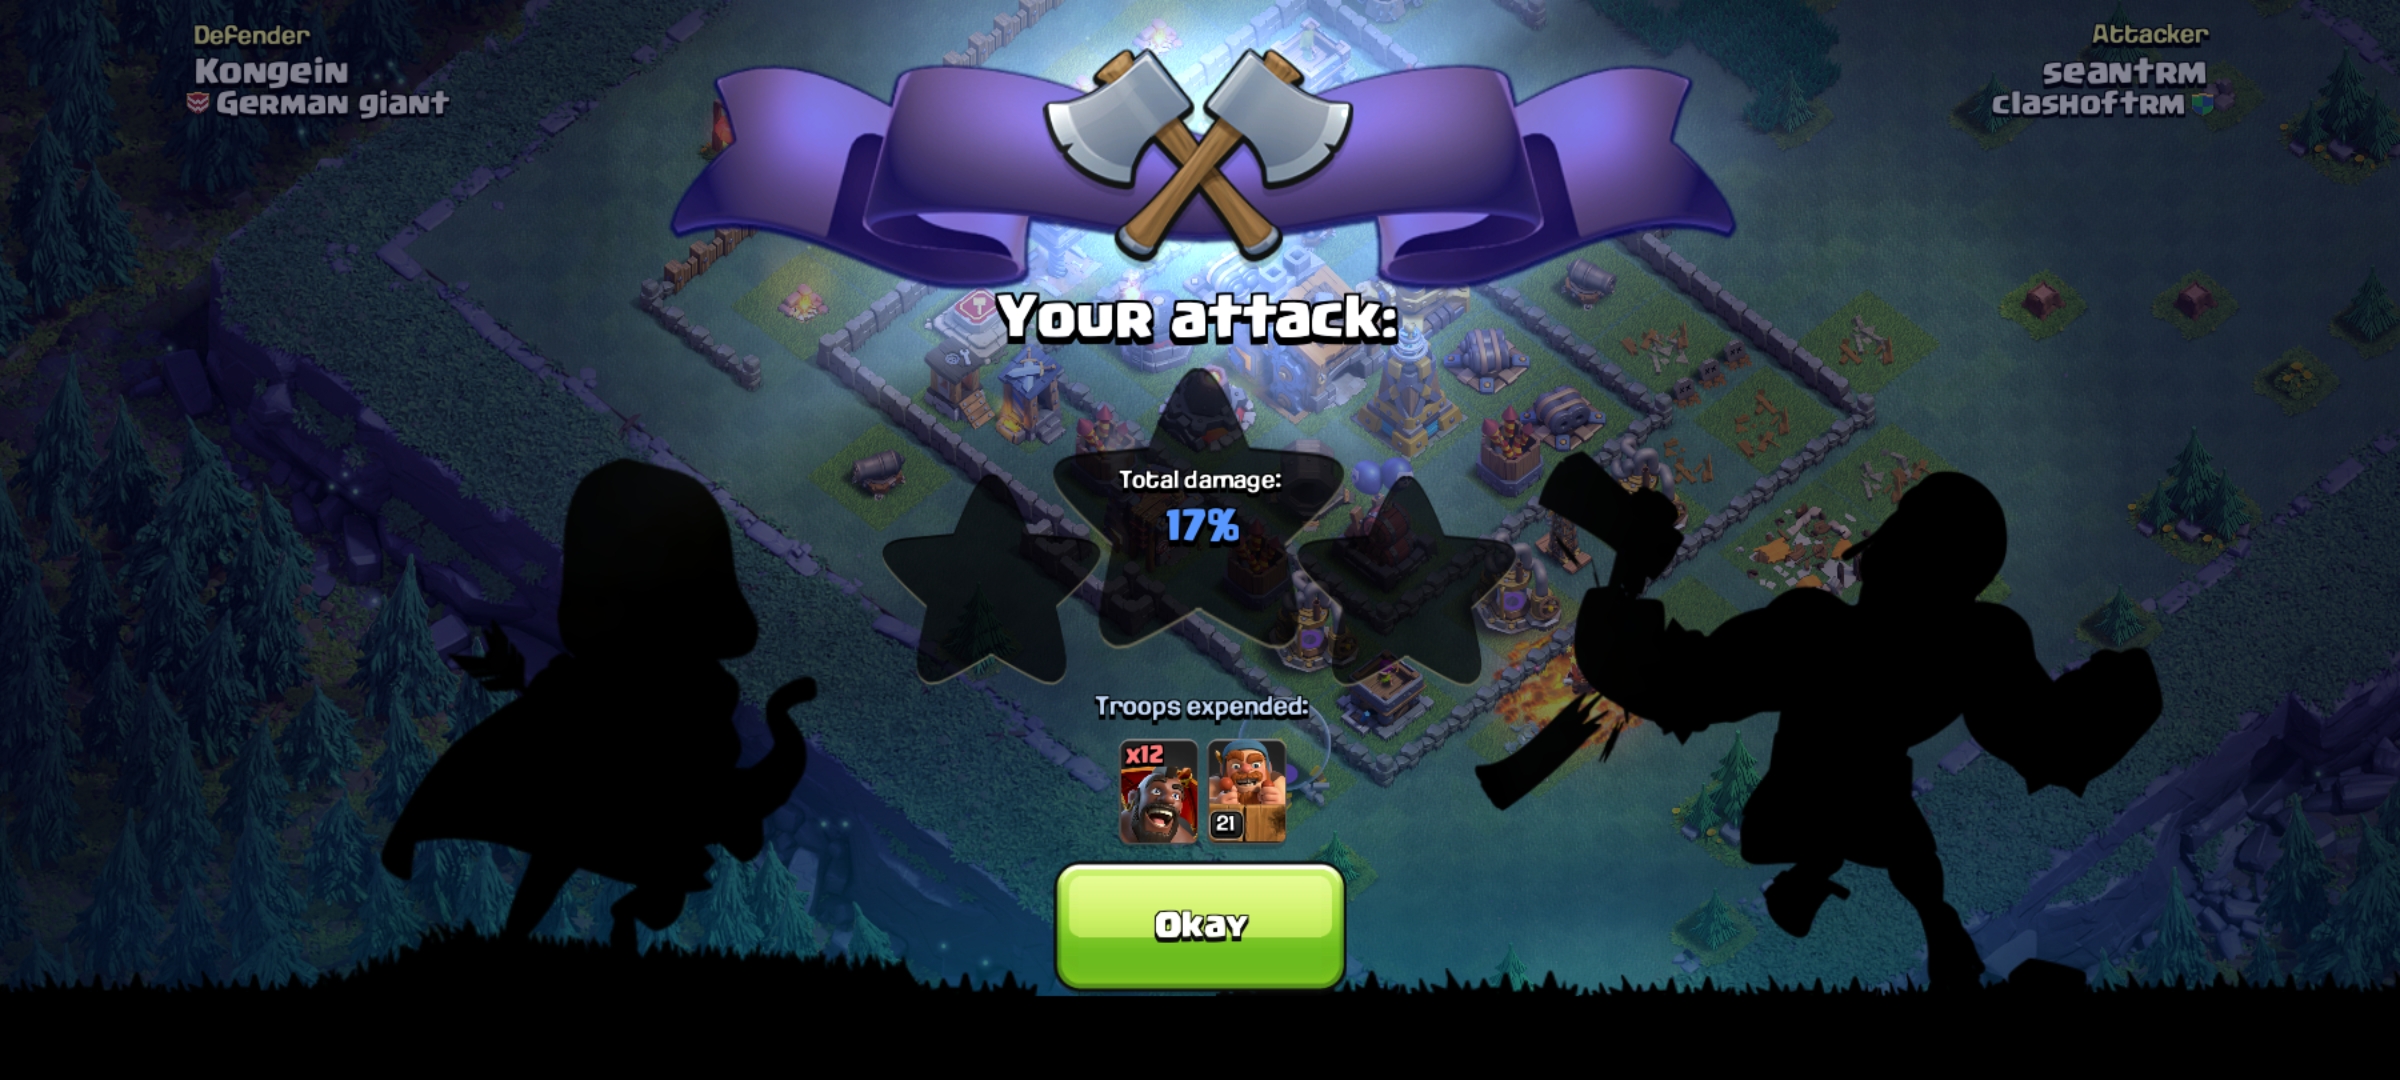 Defender
Kongein
German giant
Attacker
seantRM
clashoftRM
Your attack:
Total damage:
17%
Troops expended:
x12
21
Okay